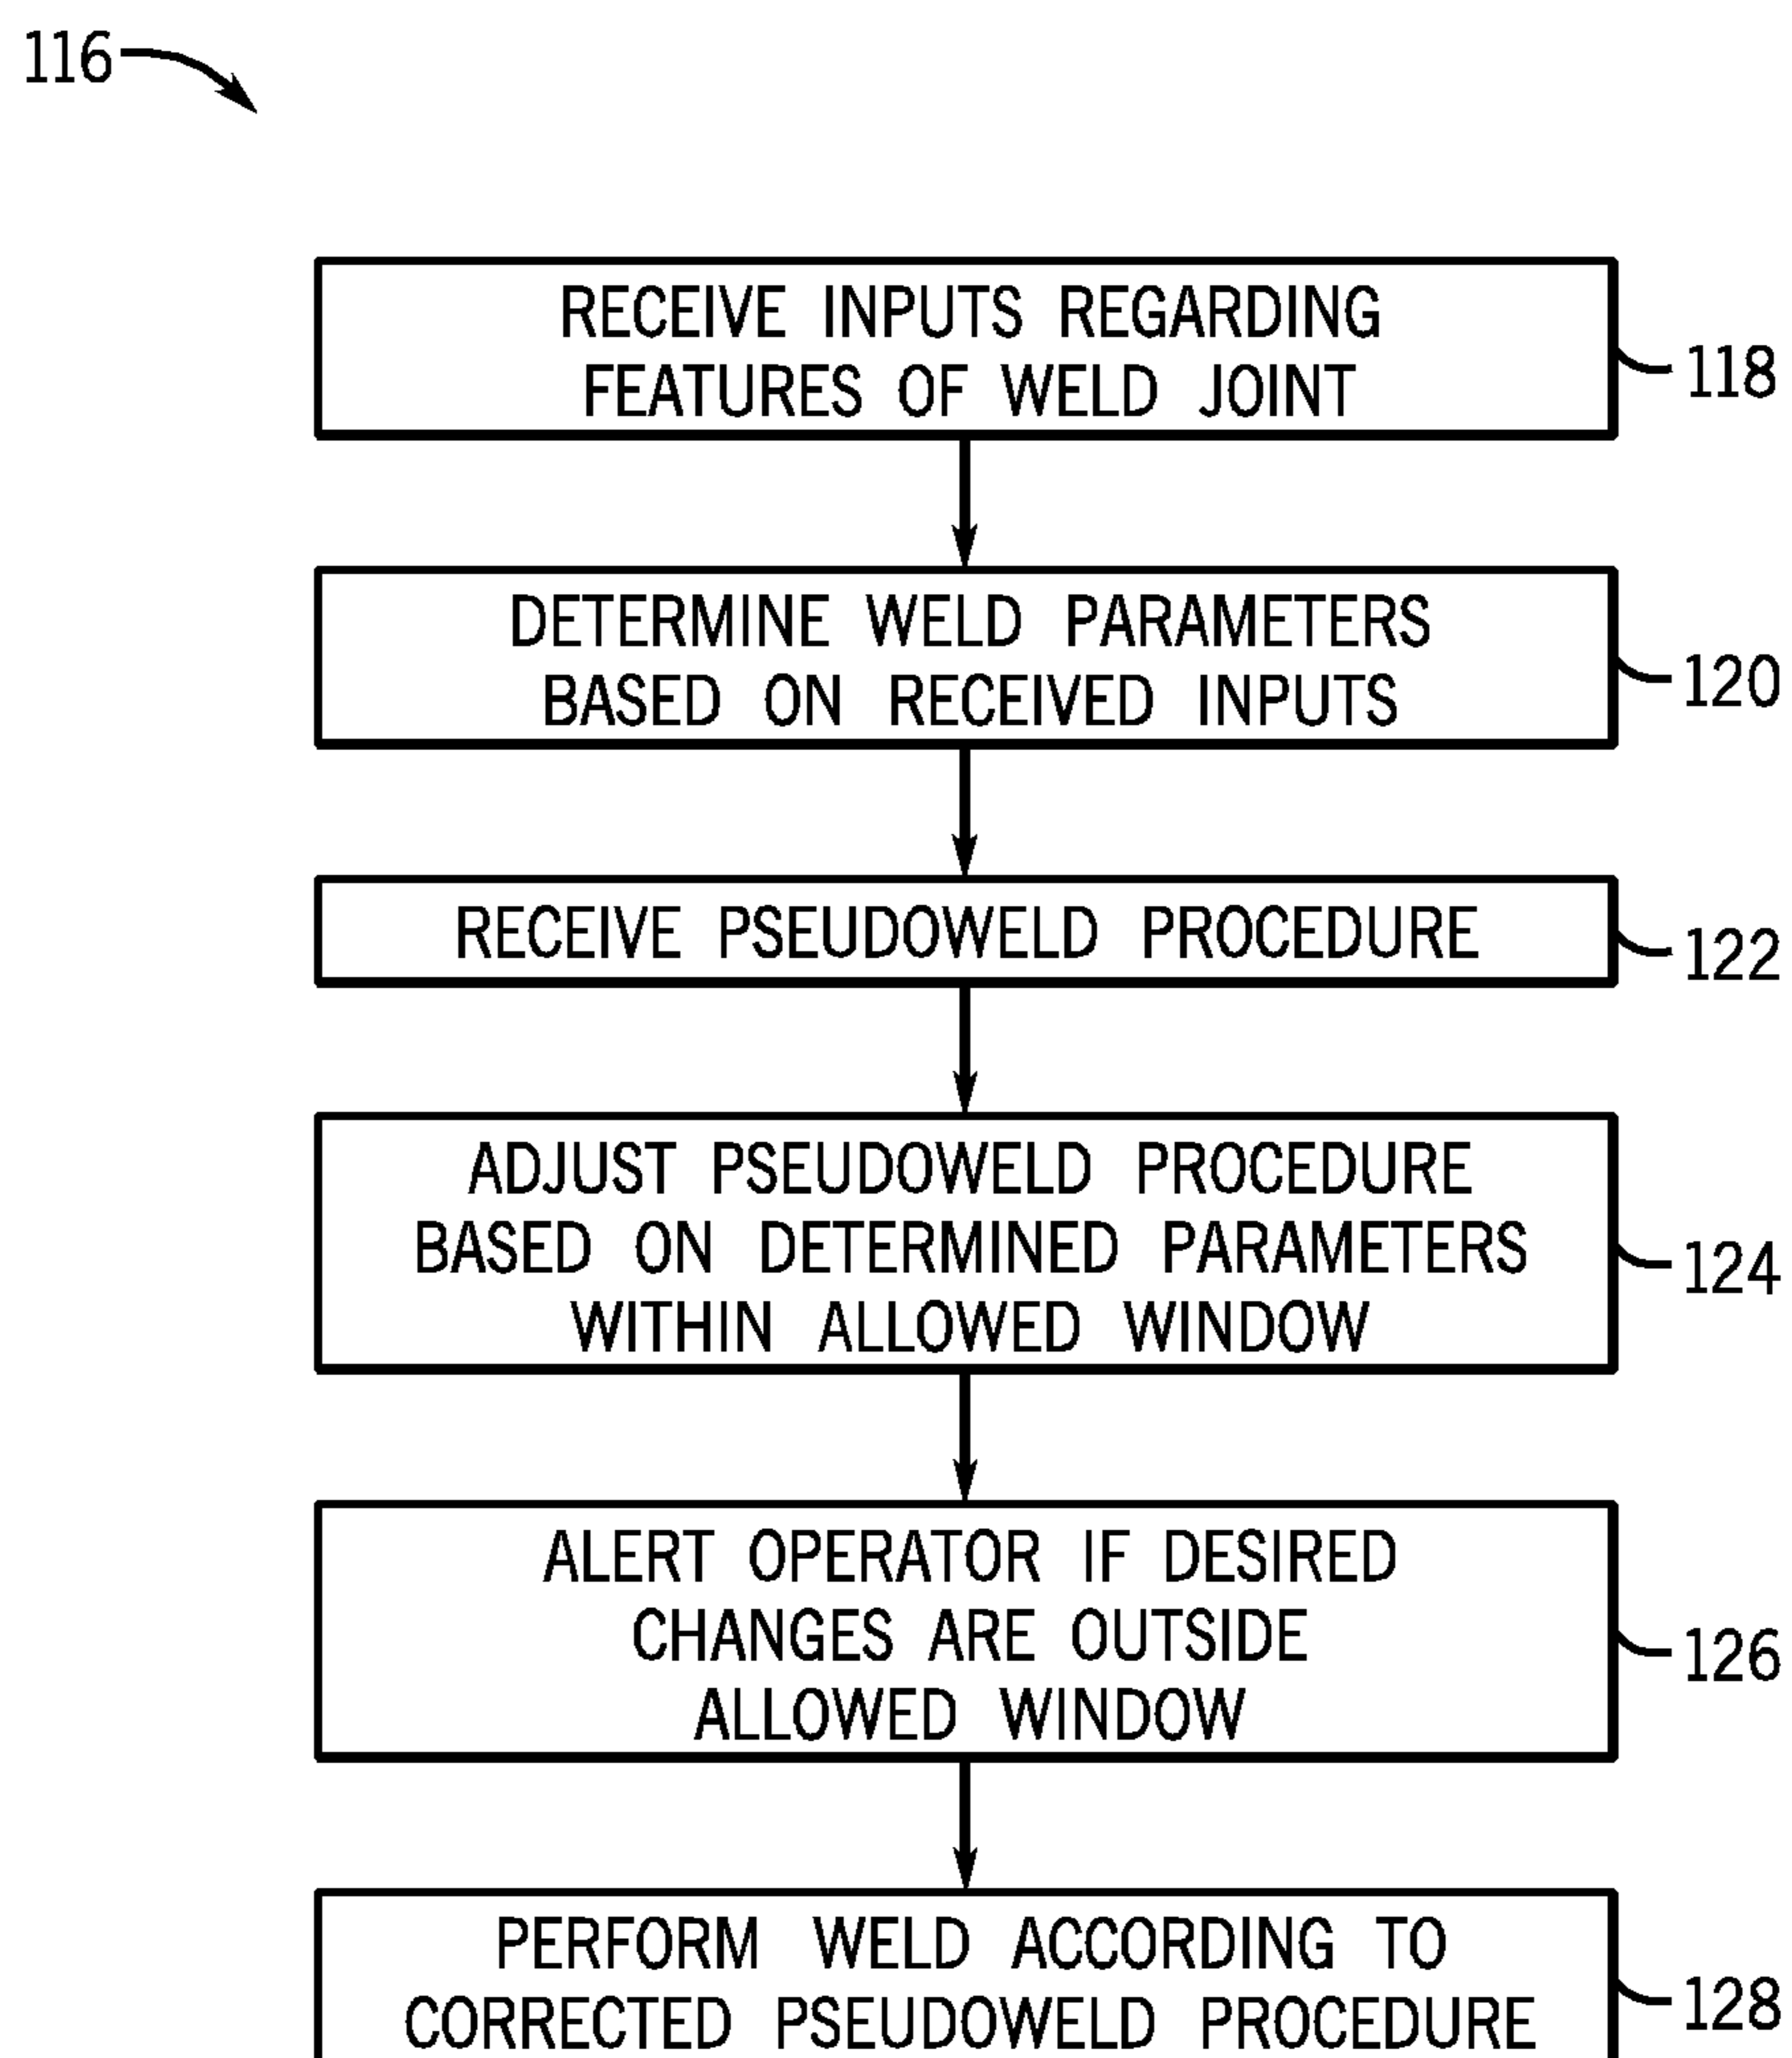 116
RECEIVE INPUTS REGARDING
FEATURES OF WELD JOINT
118
DETERMINE WELD PARAMETERS
BASED ON RECEIVED INPUTS
120
RECEIVE PSEUDOWELD PROCEDURE
122
ADJUST PSEUDOWELD PROCEDURE
BASED ON DETERMINED PARAMETERS
WITHIN ALLOWED WINDOW
124
ALERT OPERATOR IF DESIRED
CHANGES ARE OUTSIDE
ALLOWED WINDOW
126
PERFORM WELD ACCORDING TO
CORRECTED PSEUDOWELD PROCEDURE
128